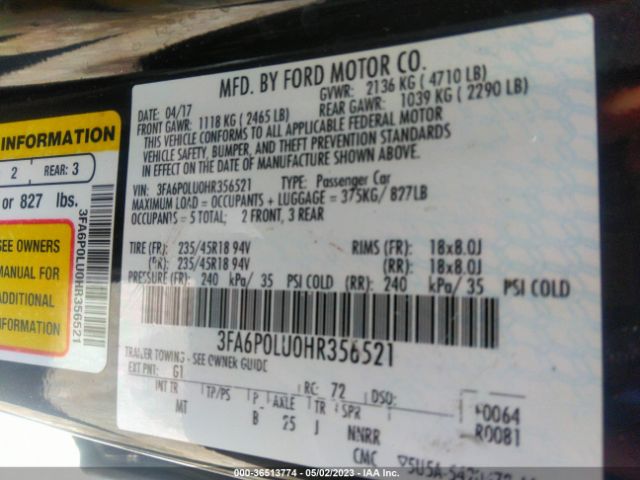 MFD. BY FORD MOTOR CO.
DATE: 04/17 GVWR: 2136 KG ( 4710 LB)
FRONT GAWR: 1118 KG ( 2465 LB) REAR GAWR: 1039 KG ( 2290 LB)
THIS VEHICLE CONFORMS TO ALL APPLICABLE FEDERAL MOTOR
VEHICLE SAFETY, BUMPER, AND THEFT PREVENTION STANDARDS
IN EFFECT ON THE DATE OF MANUFACTURE SHOWN ABOVE.
VIN: 3FA6P0LU0HR356521 TYPE: Passenger Car
MAXIMUM LOAD = OCCUPANTS + LUGGAGE = 375KG/ 827LB
OCCUPANTS = 5 TOTAL; 2 FRONT, 3 REAR
TIRE (FR): 235/45R18 94V RIMS (FR): 18x8.0J
(RR): 235/45R18 94V (RR): 18x8.0J
PRESSURE (FR): 240 kPa/ 35 PSI COLD (RR): 240 kPa/ 35 PSI COLD
3FA6P0LU0HR356521
TRAILER TOWING - SEE OWNER GUIDE
EXT PNT: G1 RC: 72 DSO:
INT TR TP/PS AXLE TR SPR
MT B 25 J NNRR
R0081
CMC
INFORMATION
2 REAR: 3
or 827 lbs.
SEE OWNERS
MANUAL FOR
ADDITIONAL
INFORMATION
3FA6P0LU0HR356521
IAAI Branch: 36513774 | 05/02/2023 | IAA Inc.